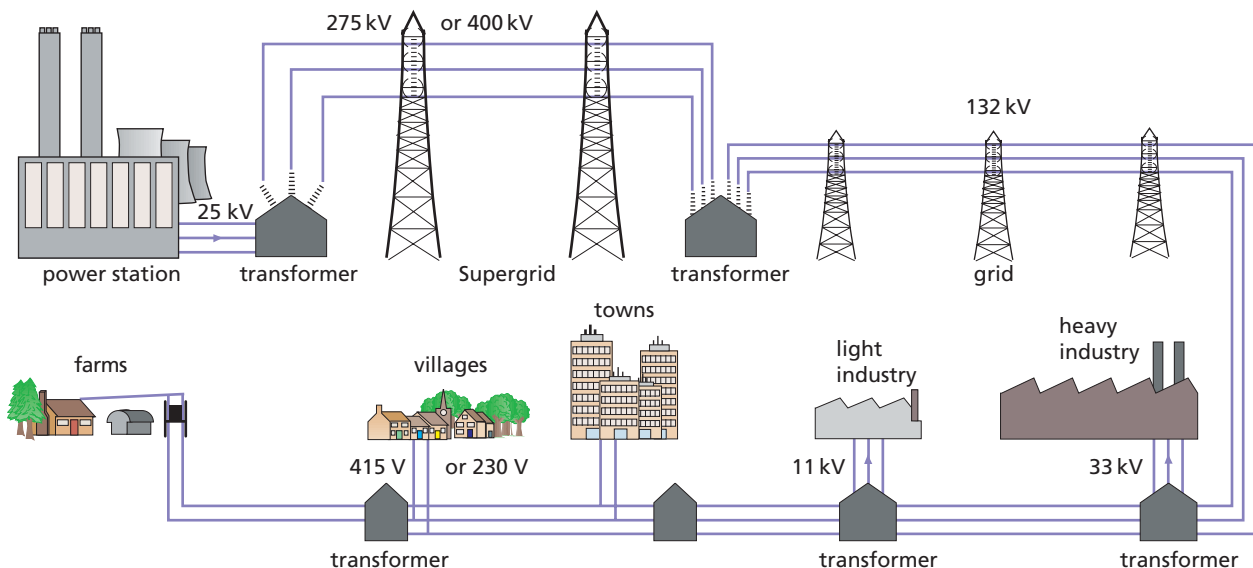 275 kV or 400 kV
132 kV
25 kV
power station
transformer
Supergrid
transformer
grid
towns
farms
villages
light
industry
heavy
industry
415 V or 230 V
11 kV
33 kV
transformer
transformer
transformer